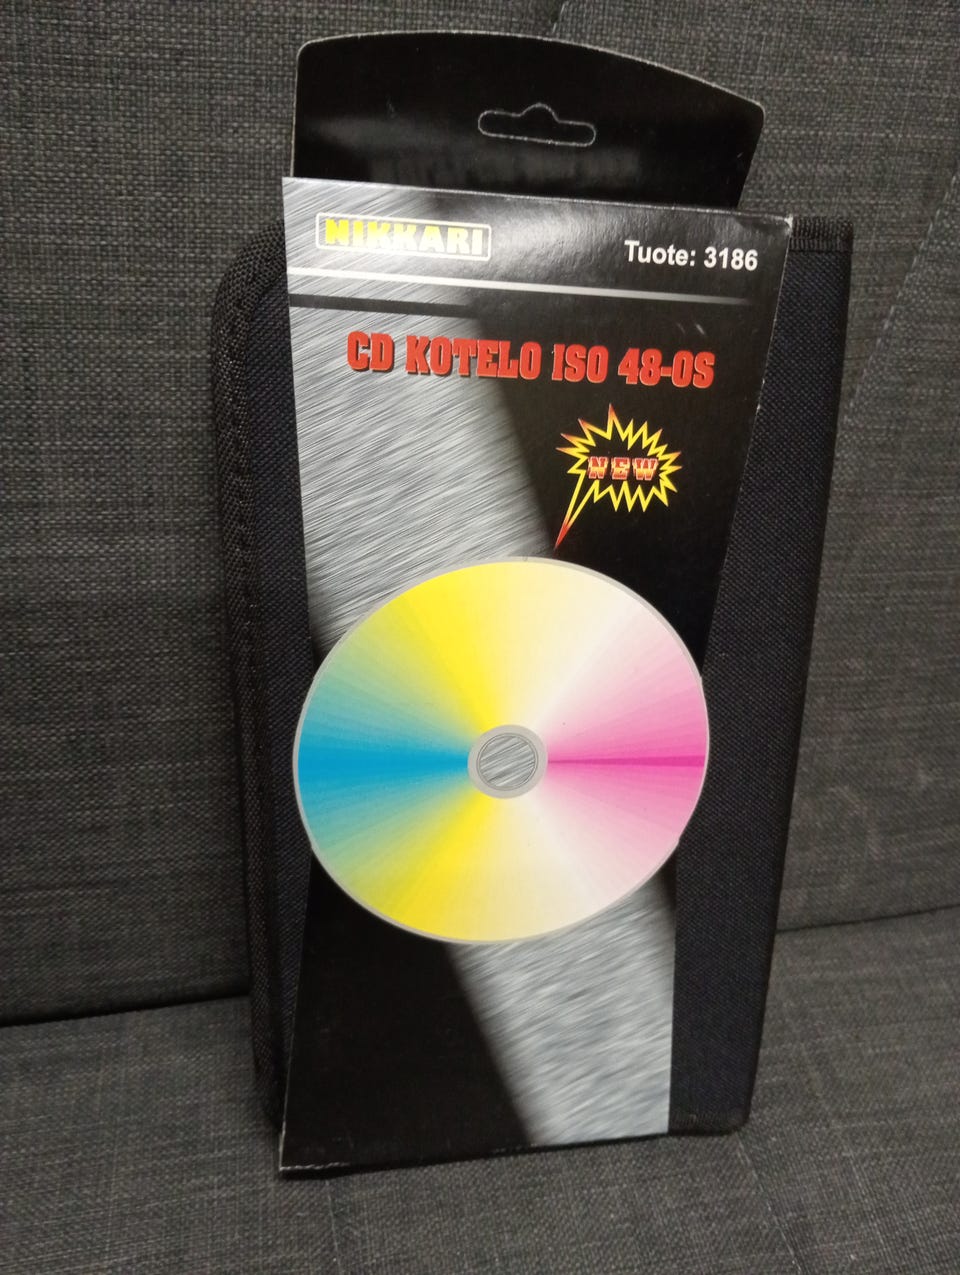 NIKKARI
Tuote: 3186
CD KOTELO ISO 48-OS
NEW